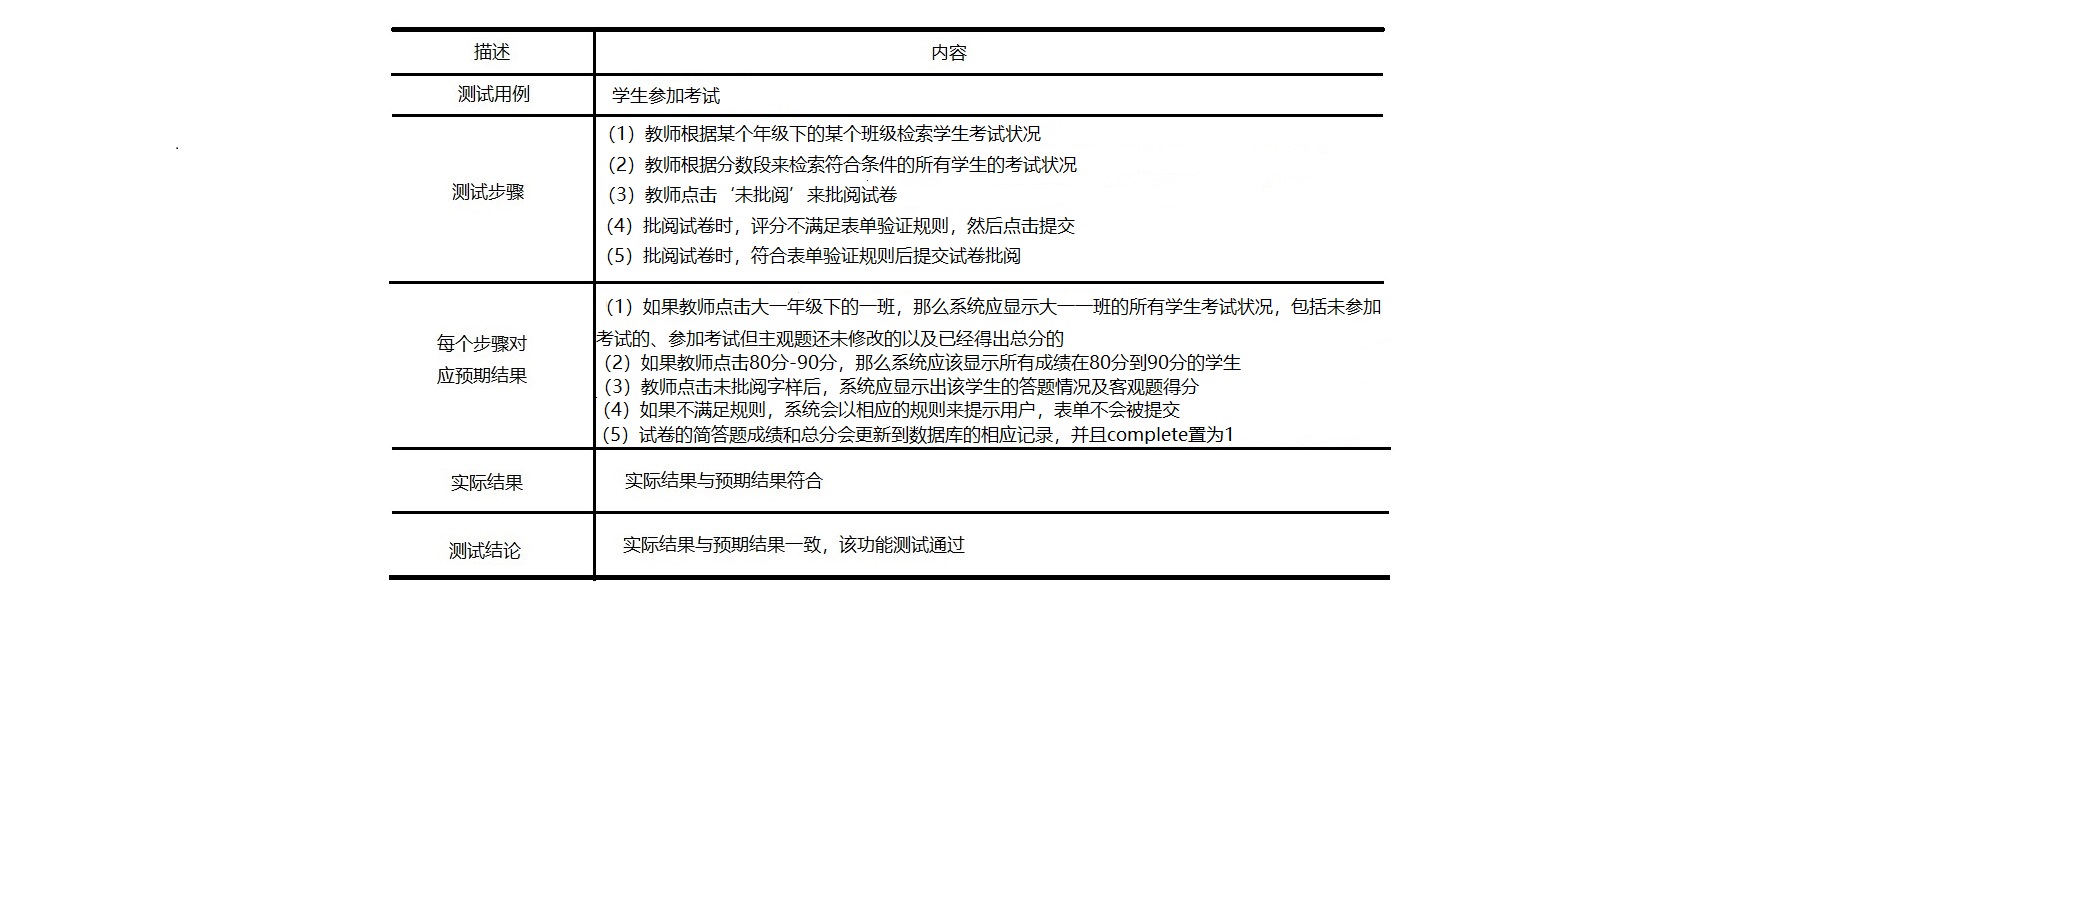 描述
内容
测试用例
学生参加考试
测试步骤
（1）教师根据某个年级下的某个班级检索学生考试状况
（2）教师根据分数段来检索符合条件的所有学生的考试状况
（3）教师点击‘未批阅’来批阅试卷
（4）批阅试卷时，评分不满足表单验证规则，然后点击提交
（5）批阅试卷时，符合表单验证规则后提交试卷批阅
每个步骤对
应预期结果
（1）如果教师点击大一年级下的一班，那么系统应显示大一一班的所有学生考试状况，包括未参加
考试的、参加考试但主观题还未修改的以及已经得出总分的
（2）如果教师点击80分-90分，那么系统应该显示所有成绩在80分到90分的学生
（3）教师点击未批阅字样后，系统应显示出该学生的答题情况及客观题得分
（4）如果不满足规则，系统会以相应的规则来提示用户，表单不会被提交
（5）试卷的简答题成绩和总分会更新到数据库的相应记录，并且complete置为1
实际结果
实际结果与预期结果符合
测试结论
实际结果与预期结果一致，该功能测试通过